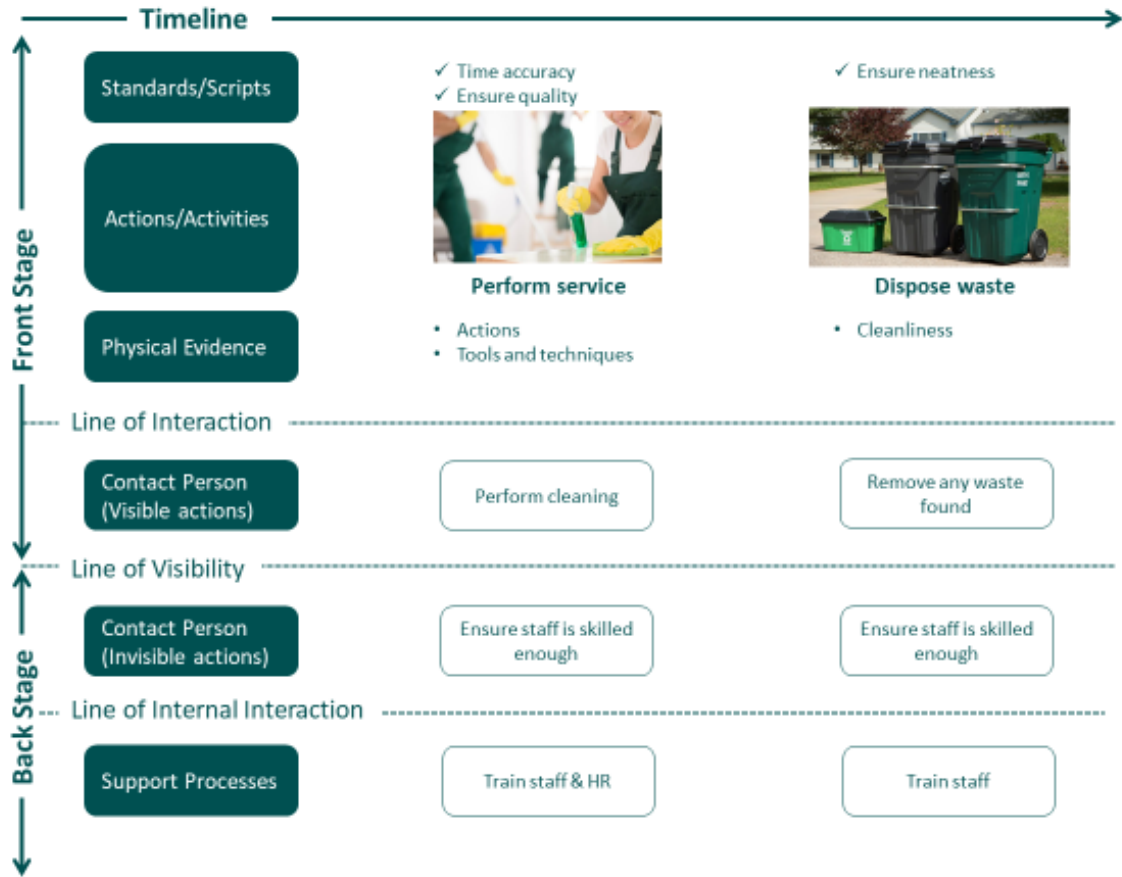 Timeline
Front Stage
Back Stage
Standards/Scripts
✓ Time accuracy
✓ Ensure quality
✓ Ensure neatness
Actions/Activities
Perform service
Dispose waste
Physical Evidence
• Actions
• Tools and techniques
• Cleanliness
Line of Interaction
Contact Person
(Visible actions)
Perform cleaning
Remove any waste
found
Line of Visibility
Contact Person
(Invisible actions)
Ensure staff is skilled
enough
Ensure staff is skilled
enough
Line of Internal Interaction
Support Processes
Train staff & HR
Train staff